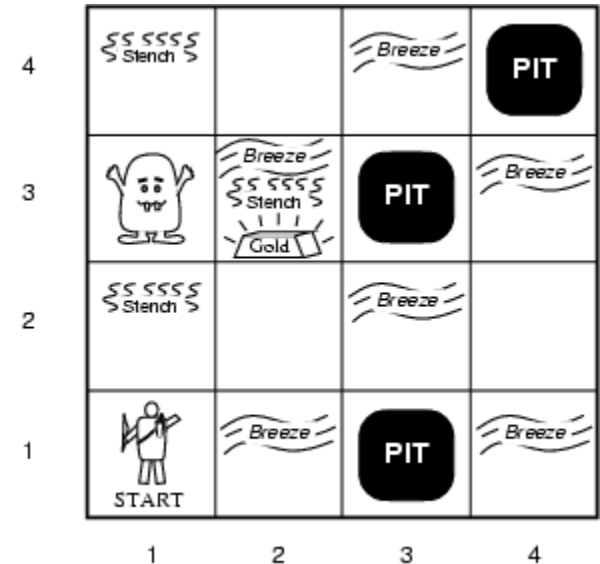 4
Stench
Breeze
PIT
3
Breeze
Stench
Gold
PIT
Breeze
2
Stench
Breeze
1
START
Breeze
PIT
Breeze
1 2 3 4